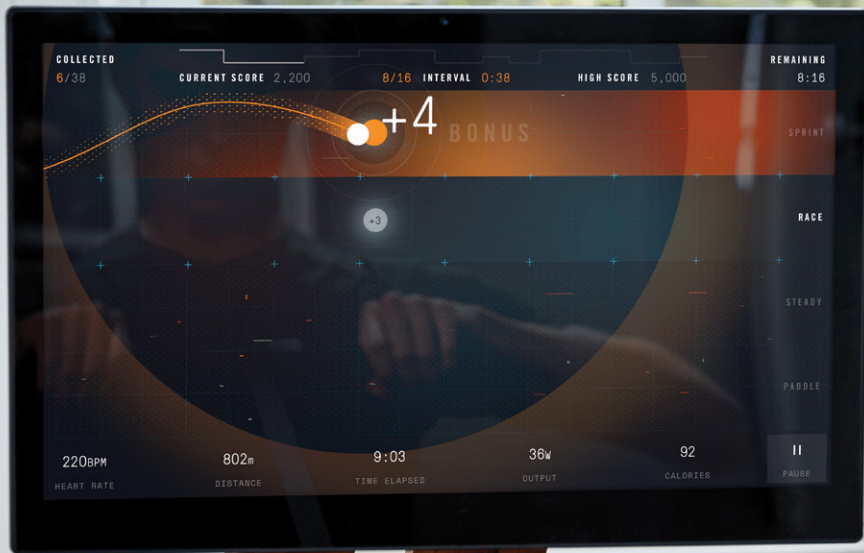 COLLECTED
6/38
CURRENT SCORE 2,200
8/16 INTERVAL 0:38
HIGH SCORE 5,000
REMAINING
8:16
+4
BONUS
SPRINT
+3
RACE
STEADY
PADDLE
220BPM
HEART RATE
802m
DISTANCE
9:03
TIME ELAPSED
36W
OUTPUT
92
CALORIES
PAUSE